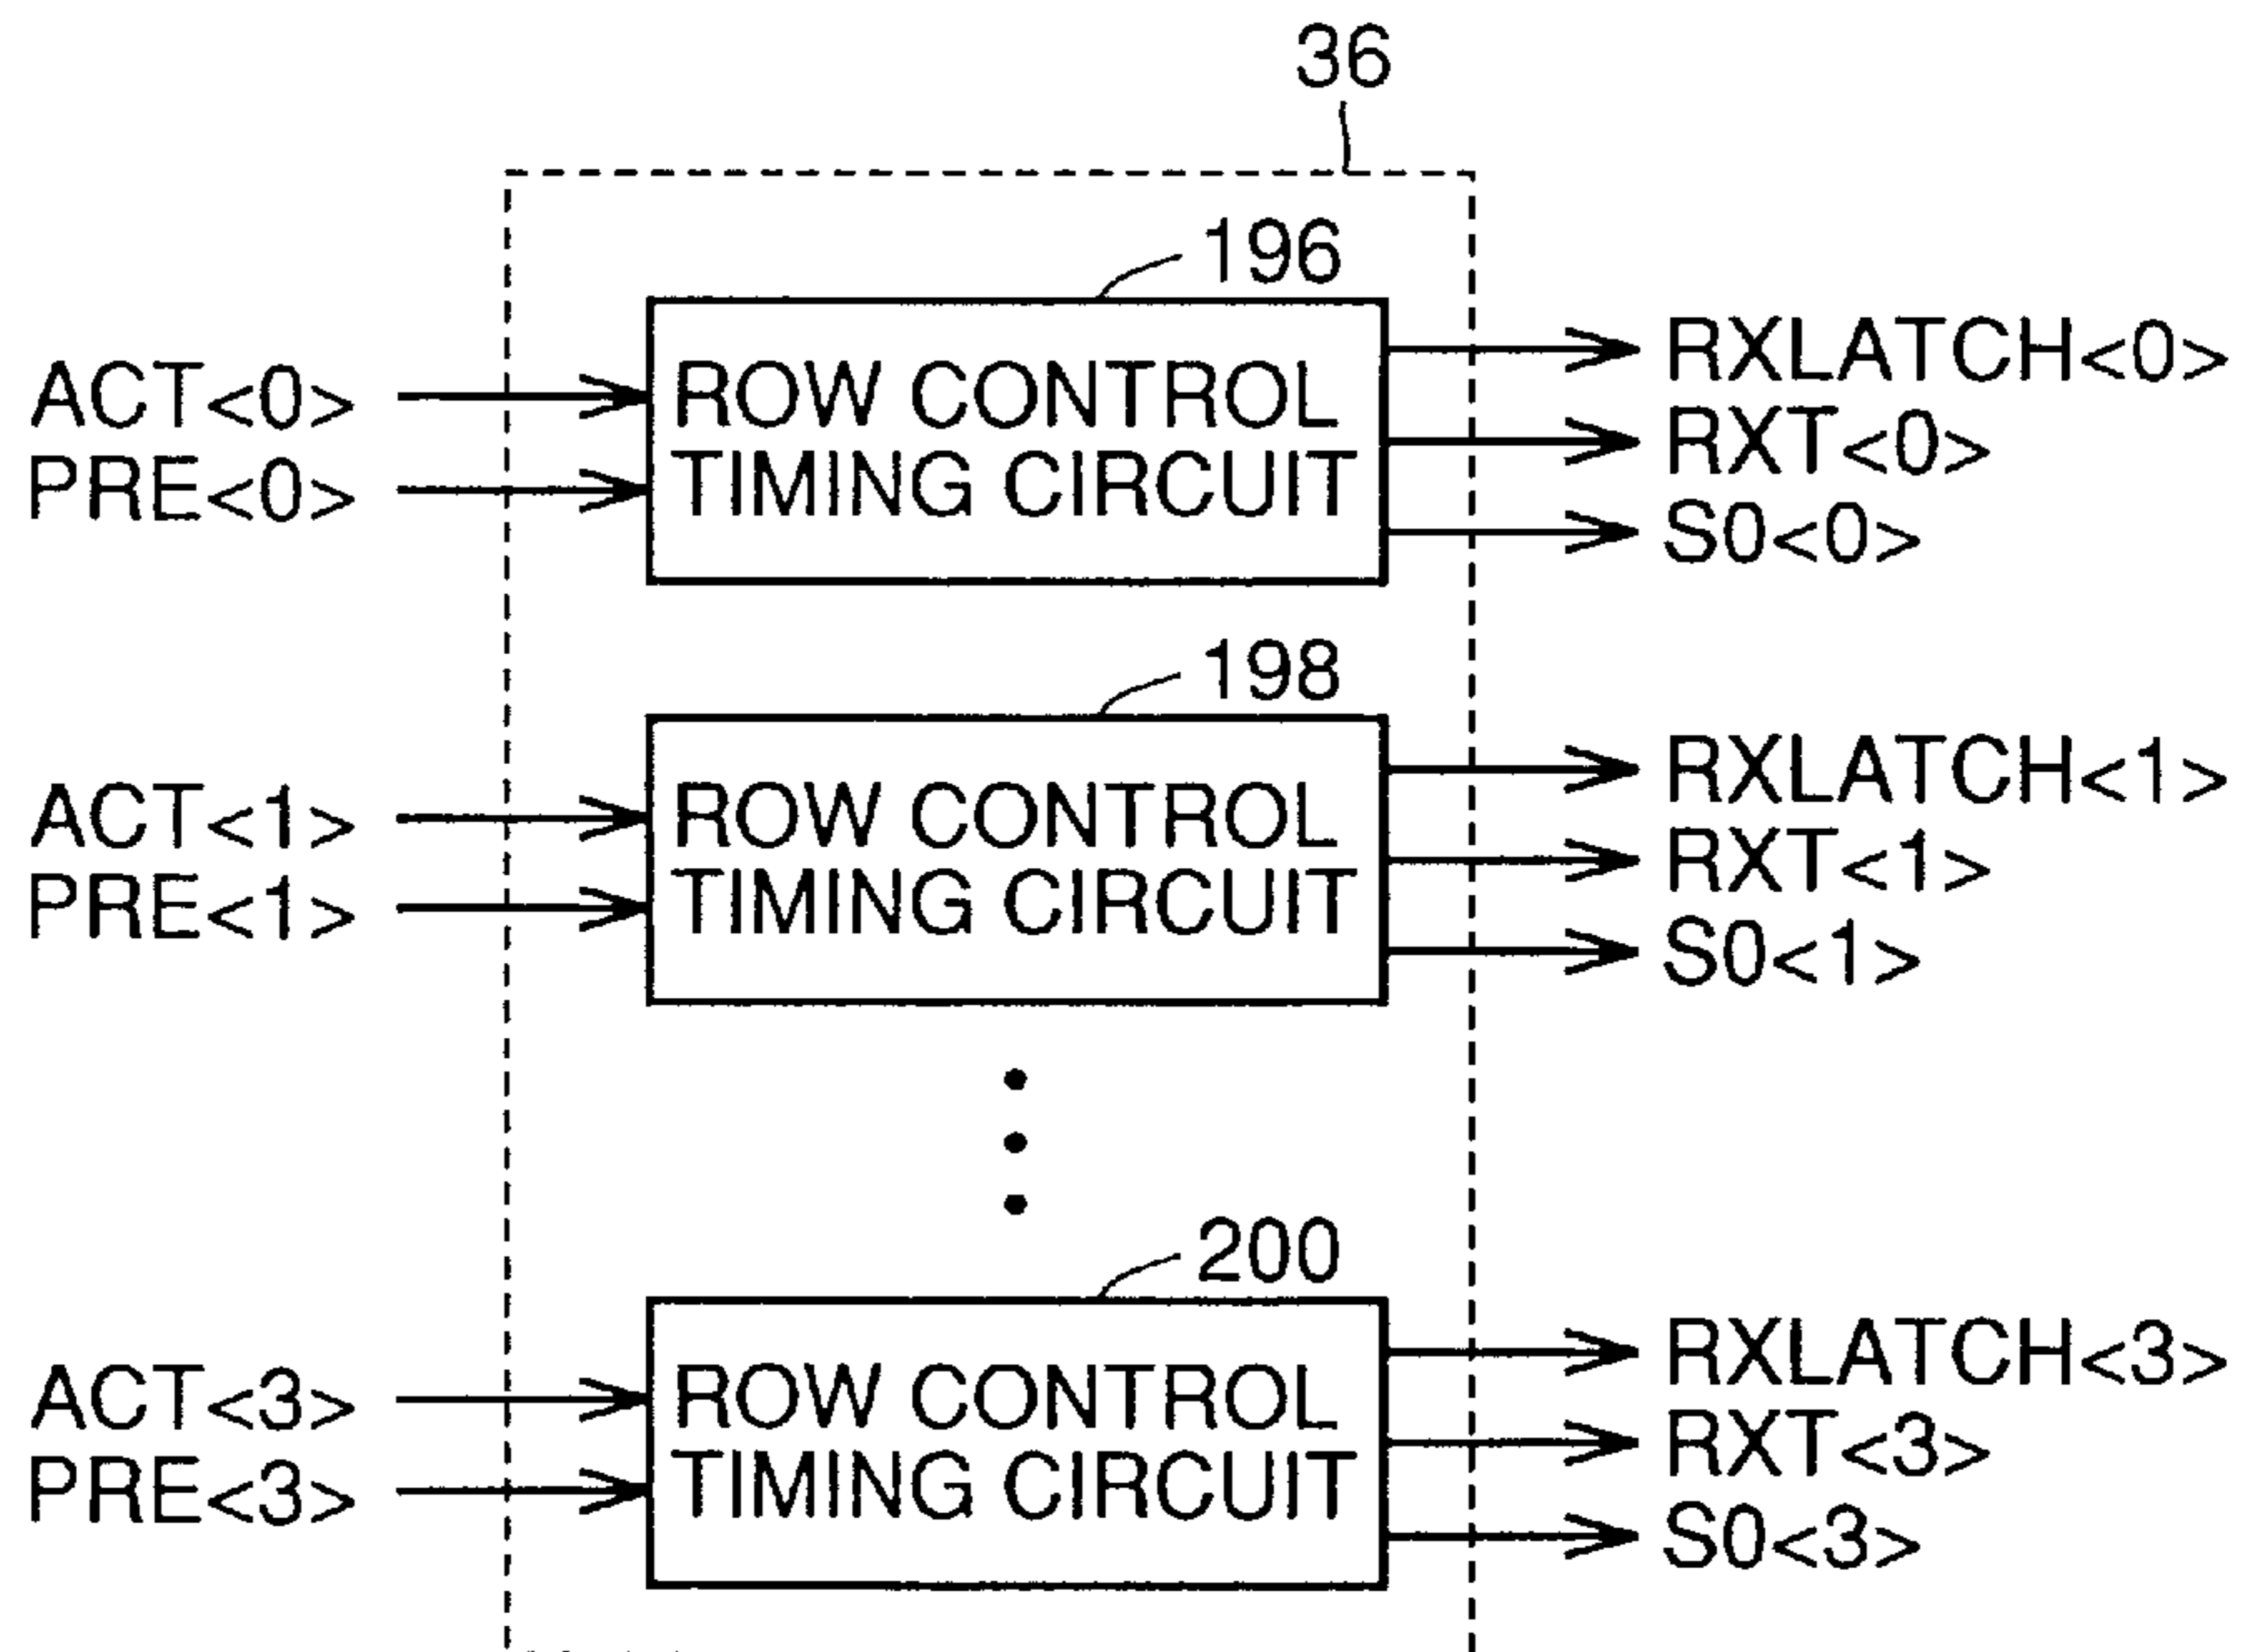 36
196
ACT<0>
PRE<0>
ROW CONTROL
TIMING CIRCUIT
RXLATCH<0>
RXT<0>
S0<0>
198
ACT<1>
PRE<1>
ROW CONTROL
TIMING CIRCUIT
RXLATCH<1>
RXT<1>
S0<1>
200
ACT<3>
PRE<3>
ROW CONTROL
TIMING CIRCUIT
RXLATCH<3>
RXT<3>
S0<3>